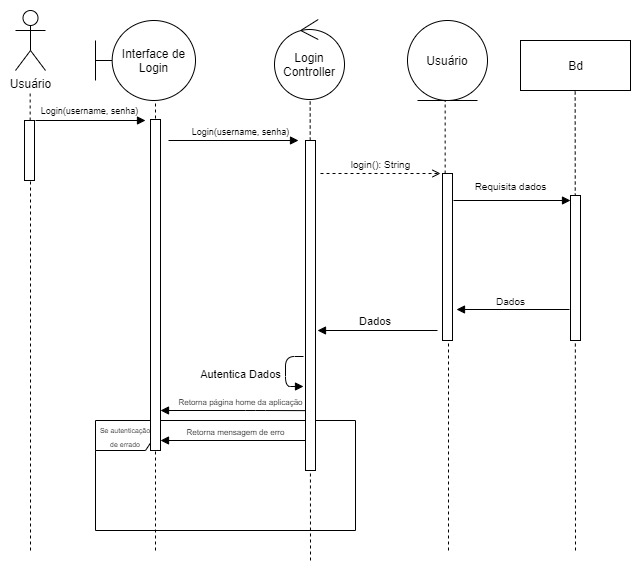 Usuário
Interface de
Login
Login
Controller
Usuário
Bd
Login(username, senha)
Login(username, senha)
login(): String
Requisita dados
Dados
Dados
Autentica Dados
Retorna página home da aplicação
Se autenticação
de errado
Retorna mensagem de erro